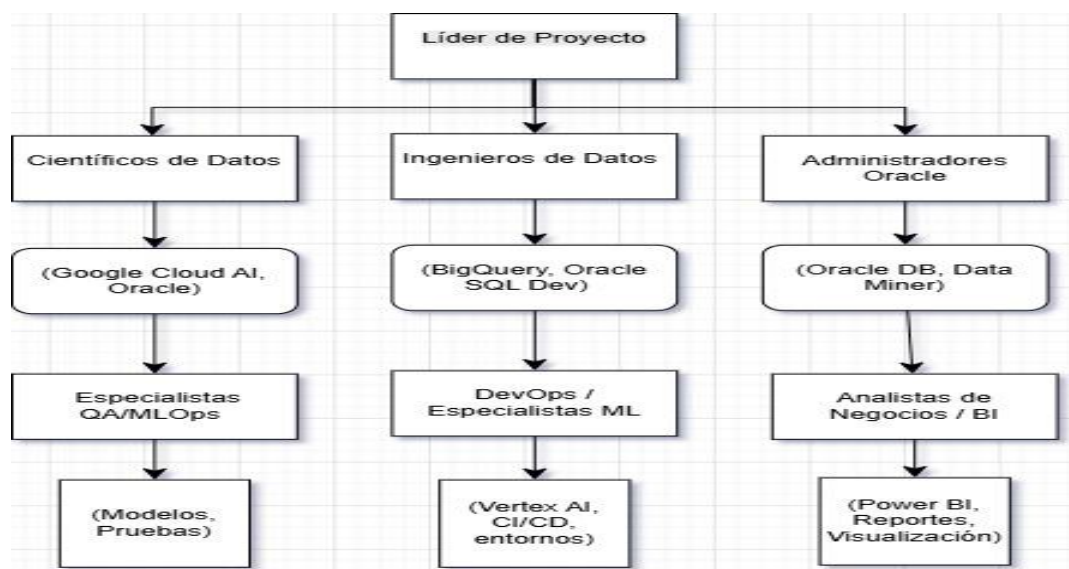 Líder de Proyecto
Científicos de Datos
Ingenieros de Datos
Administradores
Oracle
(Google Cloud AI,
Oracle)
(BigQuery, Oracle
SQL Dev)
(Oracle DB, Data
Miner)
Especialistas
QA/MLOps
DevOps /
Especialistas ML
Analistas de
Negocios / BI
(Modelos,
Pruebas)
(Vertex AI,
CI/CD,
entornos)
(Power BI,
Reportes,
Visualización)